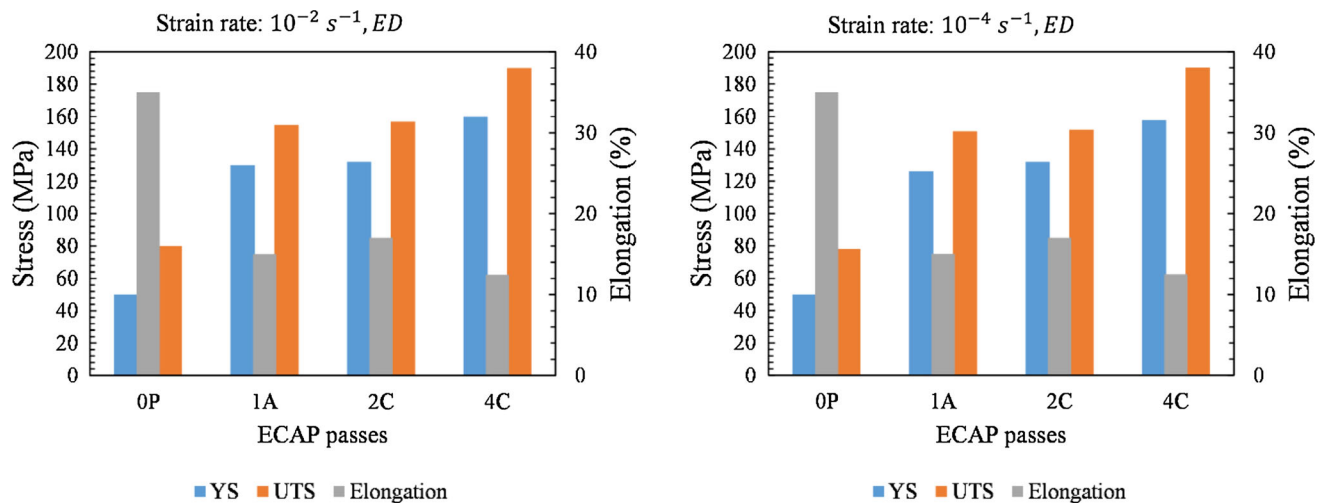 Strain rate: 10⁻² s⁻¹, ED
Stress (MPa)
200
180
160
140
120
100
80
60
40
20
0
40
30
20
10
0
Elongation (%)
0P 1A 2C 4C
ECAP passes
YS UTS Elongation
Strain rate: 10⁻⁴ s⁻¹, ED
Stress (MPa)
200
180
160
140
120
100
80
60
40
20
0
40
30
20
10
0
Elongation (%)
0P 1A 2C 4C
ECAP passes
YS UTS Elongation